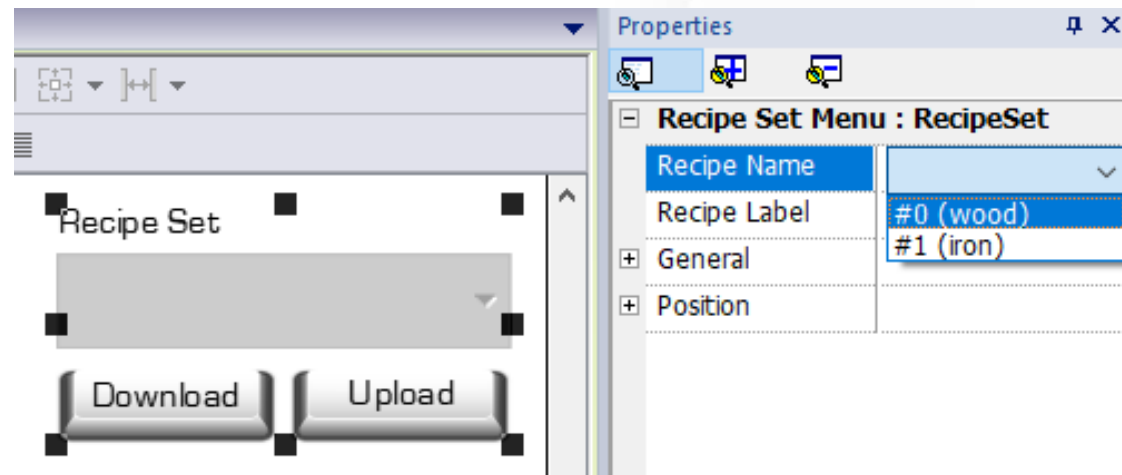 Properties
Recipe Set Menu : RecipeSet
Recipe Name
#0 (wood)
Recipe Label
#1 (iron)
General
Position
Recipe Set
Download
Upload